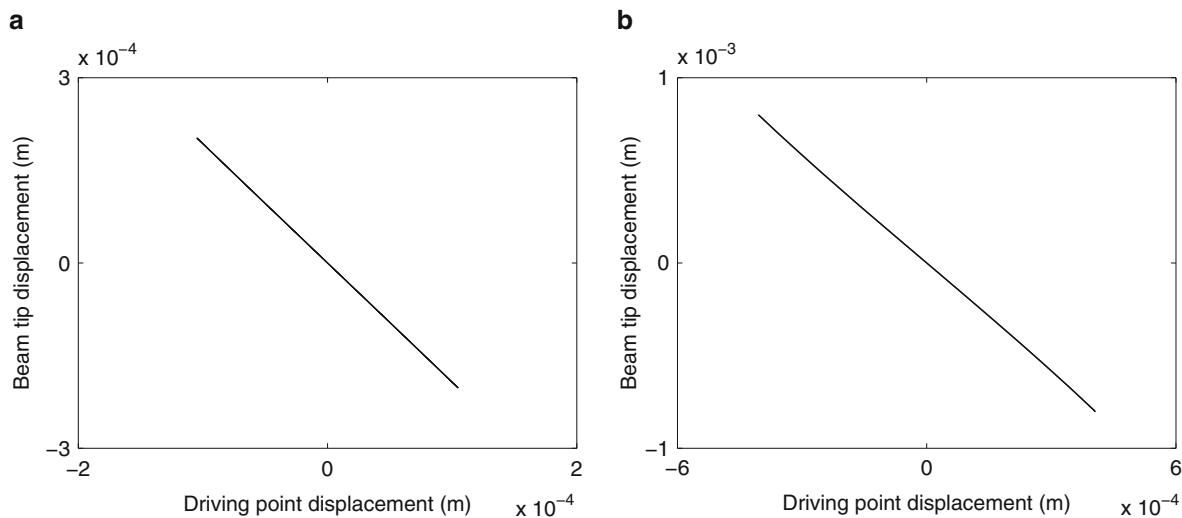 a
x 10⁻⁴
3
0
−3
Beam tip displacement (m)
−2
0
2
Driving point displacement (m)
x 10⁻⁴
b
x 10⁻³
1
0
−1
Beam tip displacement (m)
−6
0
6
Driving point displacement (m)
x 10⁻⁴